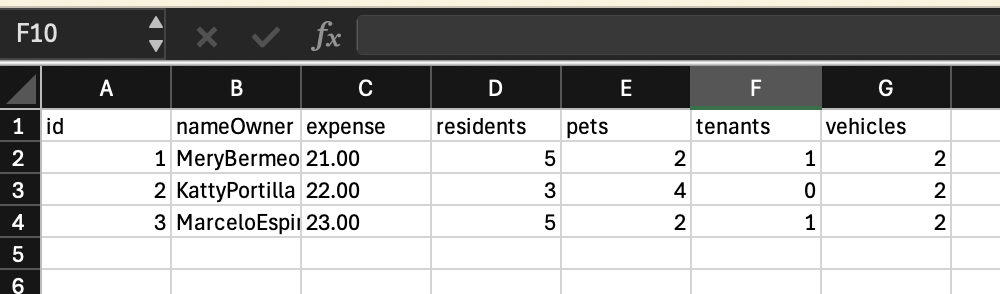 F10 fx
A B C D E F G
1 id nameOwner expense residents pets tenants vehicles
2 1 MeryBermeo 21.00 5 2 1 2
3 2 KattyPortilla 22.00 3 4 0 2
4 3 MarceloEspi 23.00 5 2 1 2
5
6